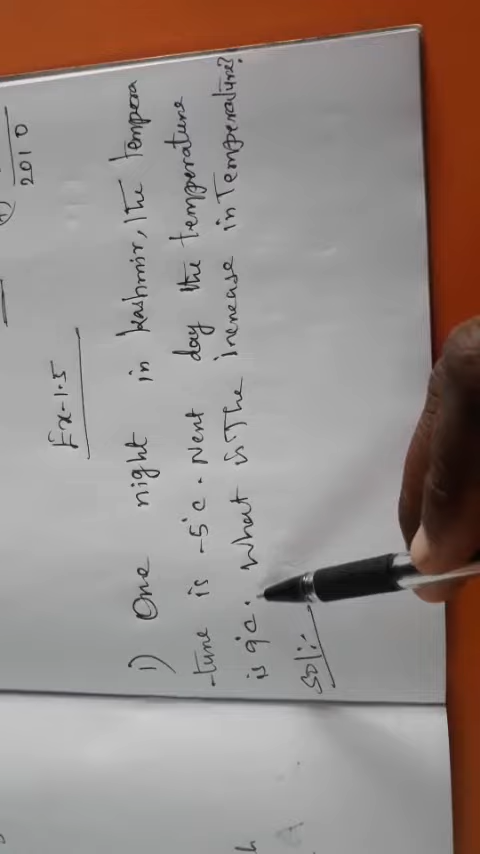 2010
Ex-1.5
1) One night in kashmir, The tempera
-ture is -5°c. Next day the temperature
is 9°c. What is The increase in Temperature?
Sol:-